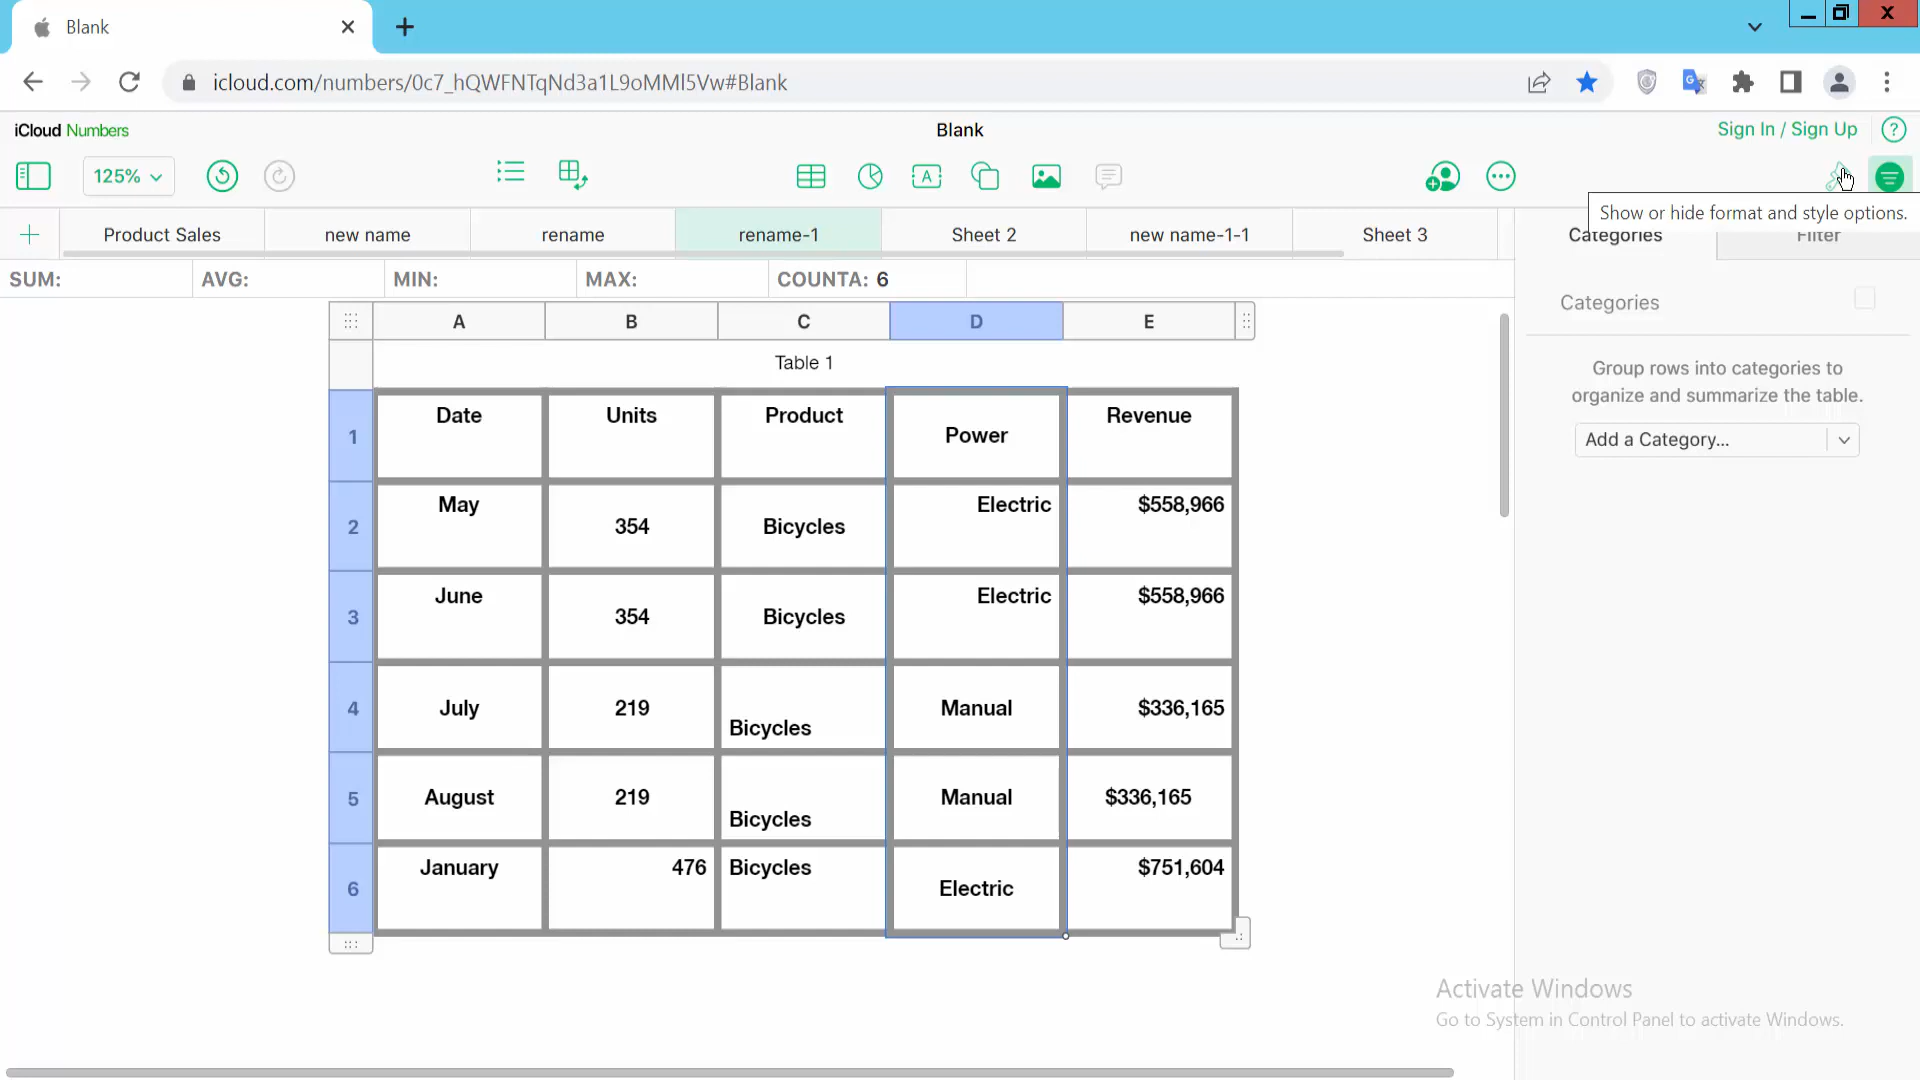 Blank
icloud.com/numbers/0c7_hQWFNTqNd3a1L9oMMl5Vw#Blank
iCloud Numbers
Blank
Sign In / Sign Up
?
125%
A
Show or hide format and style options.
Product Sales
new name
rename
rename-1
Sheet 2
new name-1-1
Sheet 3
Categories
Filter
SUM:
AVG:
MIN:
MAX:
COUNTA: 6
Categories
Group rows into categories to
organize and summarize the table.
Add a Category...
A B C D E
Table 1
1 Date Units Product Power Revenue
2 May 354 Bicycles Electric $558,966
3 June 354 Bicycles Electric $558,966
4 July 219 Bicycles Manual $336,165
5 August 219 Bicycles Manual $336,165
6 January 476 Bicycles Electric $751,604
Activate Windows
Go to System in Control Panel to activate Windows.